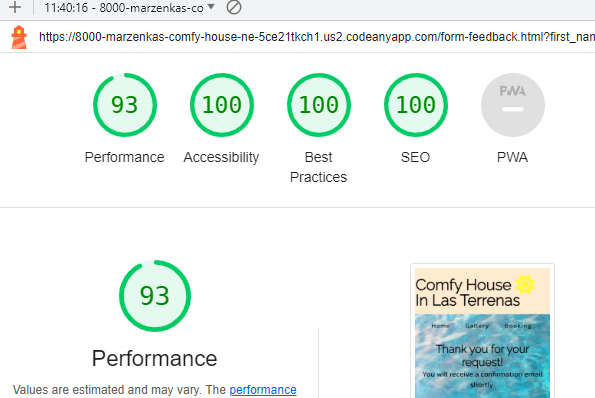 11:40:16 - 8000-marzenkas-co
https://8000-marzenkas-comfy-house-ne-5ce21tkch1.us2.codeanyapp.com/form-feedback.html?first_nam
93 100 100 100 PWA
Performance Accessibility Best Practices SEO PWA
93
Performance
Values are estimated and may vary. The performance
Comfy House
In Las Terrenas
Home Gallery Booking
Thank you for your
request!
You will receive a confirmation email
shortly.